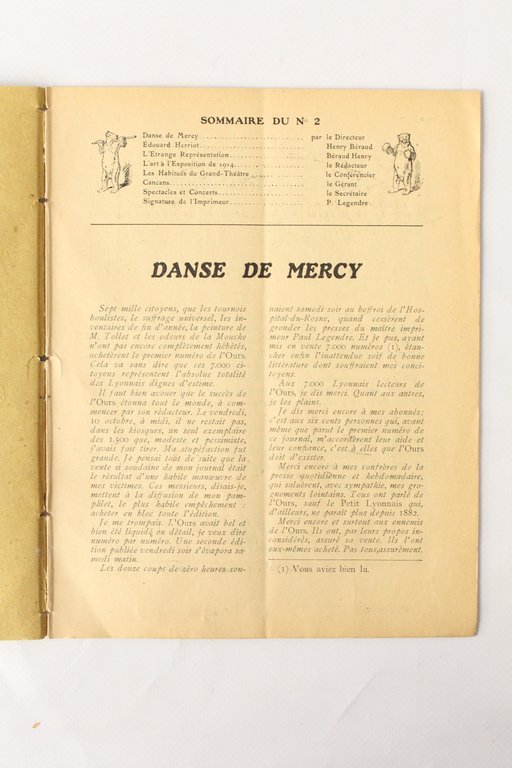 SOMMAIRE DU N° 2
Danse de Mercy........................ par le Directeur
Edouard Herriot........................ Henry Béraud
L'Etrange Représentation........................ Béraud Henry
L'art à l'Exposition de 1914........................ le Rédacteur
Les Habitués du Grand-Théâtre........................ le Conférencier
Cancans........................ le Gérant
Spectacles et Concerts........................ le Secrétaire
Signature de l'Imprimeur........................ P. Legendre
DANSE DE MERCY
Sept mille citoyens, que les tournois
boulistes, le suffrage universel, les in-
ventaires de fin d'année, la peinture de
M. Tollet et les odeurs de la Mouche
n'ont pas encore complètement hébétés,
achetèrent le premier numéro de l'Ours.
Cela va sans dire que ces 7.000 ci-
toyens représentent l'absolue totalité
des Lyonnais dignes d'estime.
Il faut bien avouer que le succès de
l'Ours étonna tout le monde, à com-
mencer par son rédacteur. Le vendredi,
10 octobre, à midi, il ne restait pas,
dans les kiosques, un seul exemplaire
des 1.500 que, modeste et pessimiste,
j'avais fait tirer. Ma stupéfaction fut
grande. Je pensai tout de suite que la
vente si soudaine de mon journal était
le résultat d'une habile manœuvre de
mes victimes. Ces messieurs, disais-je,
mettent à la diffusion de mon pam-
phlet, le plus habile empêchement :
acheter en bloc toute l'édition.
Je me trompais. L'Ours avait bel et
bien été liquidé en détail, je veux dire
numéro par numéro. Une seconde édi-
tion publiée vendredi soir s'évapora sa-
medi matin.
Les douze coups de zéro heures son-
naient samedi soir au beffroi de l'Hos-
pital-du-Rosne, quand cessèrent de
gronder les presses du maître impri-
meur Paul Legendre. Et je pus, ayant
mis en vente 7.000 numéros (1), étan-
cher enfin l'inattendue soif de bonne
littérature dont souffraient mes conci-
toyens.
Aux 7.000 Lyonnais lecteurs de
l'Ours, je dis merci. Quant aux autres,
je les plains.
Je dis merci encore à mes abonnés;
c'est aux six cents personnes qui, avant
même que parut le premier numéro de
ce journal, m'accordèrent leur aide et
leur confiance, c'est à elles que l'Ours
doit d'exister.
Merci encore à mes confrères de la
presse quotidienne et hebdomadaire,
qui saluèrent, avec sympathie, mes gro-
gnements lointains. Tous ont parlé de
l'Ours, sauf le Petit Lyonnais qui,
d'ailleurs, ne paraît plus depuis 1882.
Merci encore et surtout aux ennemis
de l'Ours. Ils ont, par leurs propos in-
considérés, assuré sa vente. Ils l'ont
eux-mêmes acheté. Pas tous, assurément.
(1) Vous aviez bien lu.